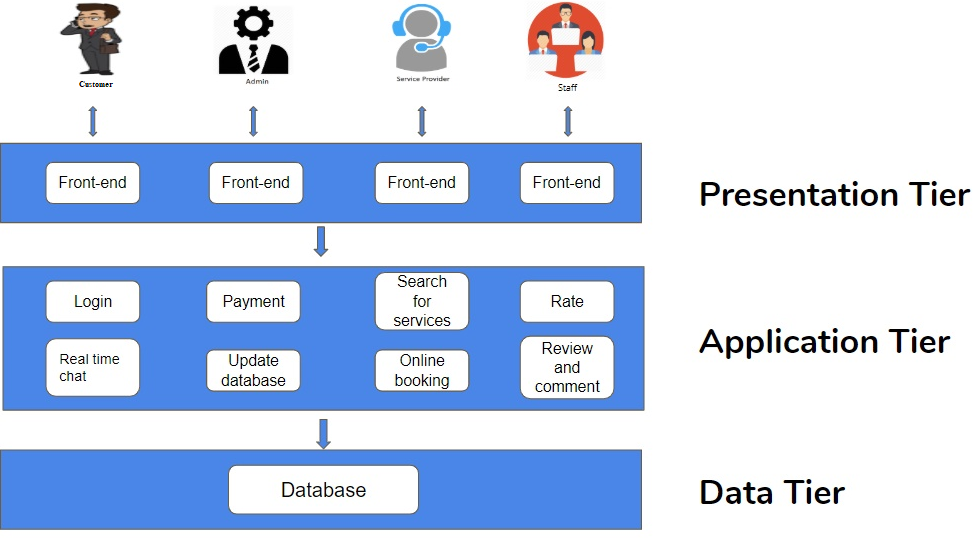 Customer
Admin
Service Provider
Staff
Front-end
Front-end
Front-end
Front-end
Presentation Tier
Login
Payment
Search
for
services
Rate
Real time
chat
Update
database
Online
booking
Review
and
comment
Application Tier
Database
Data Tier